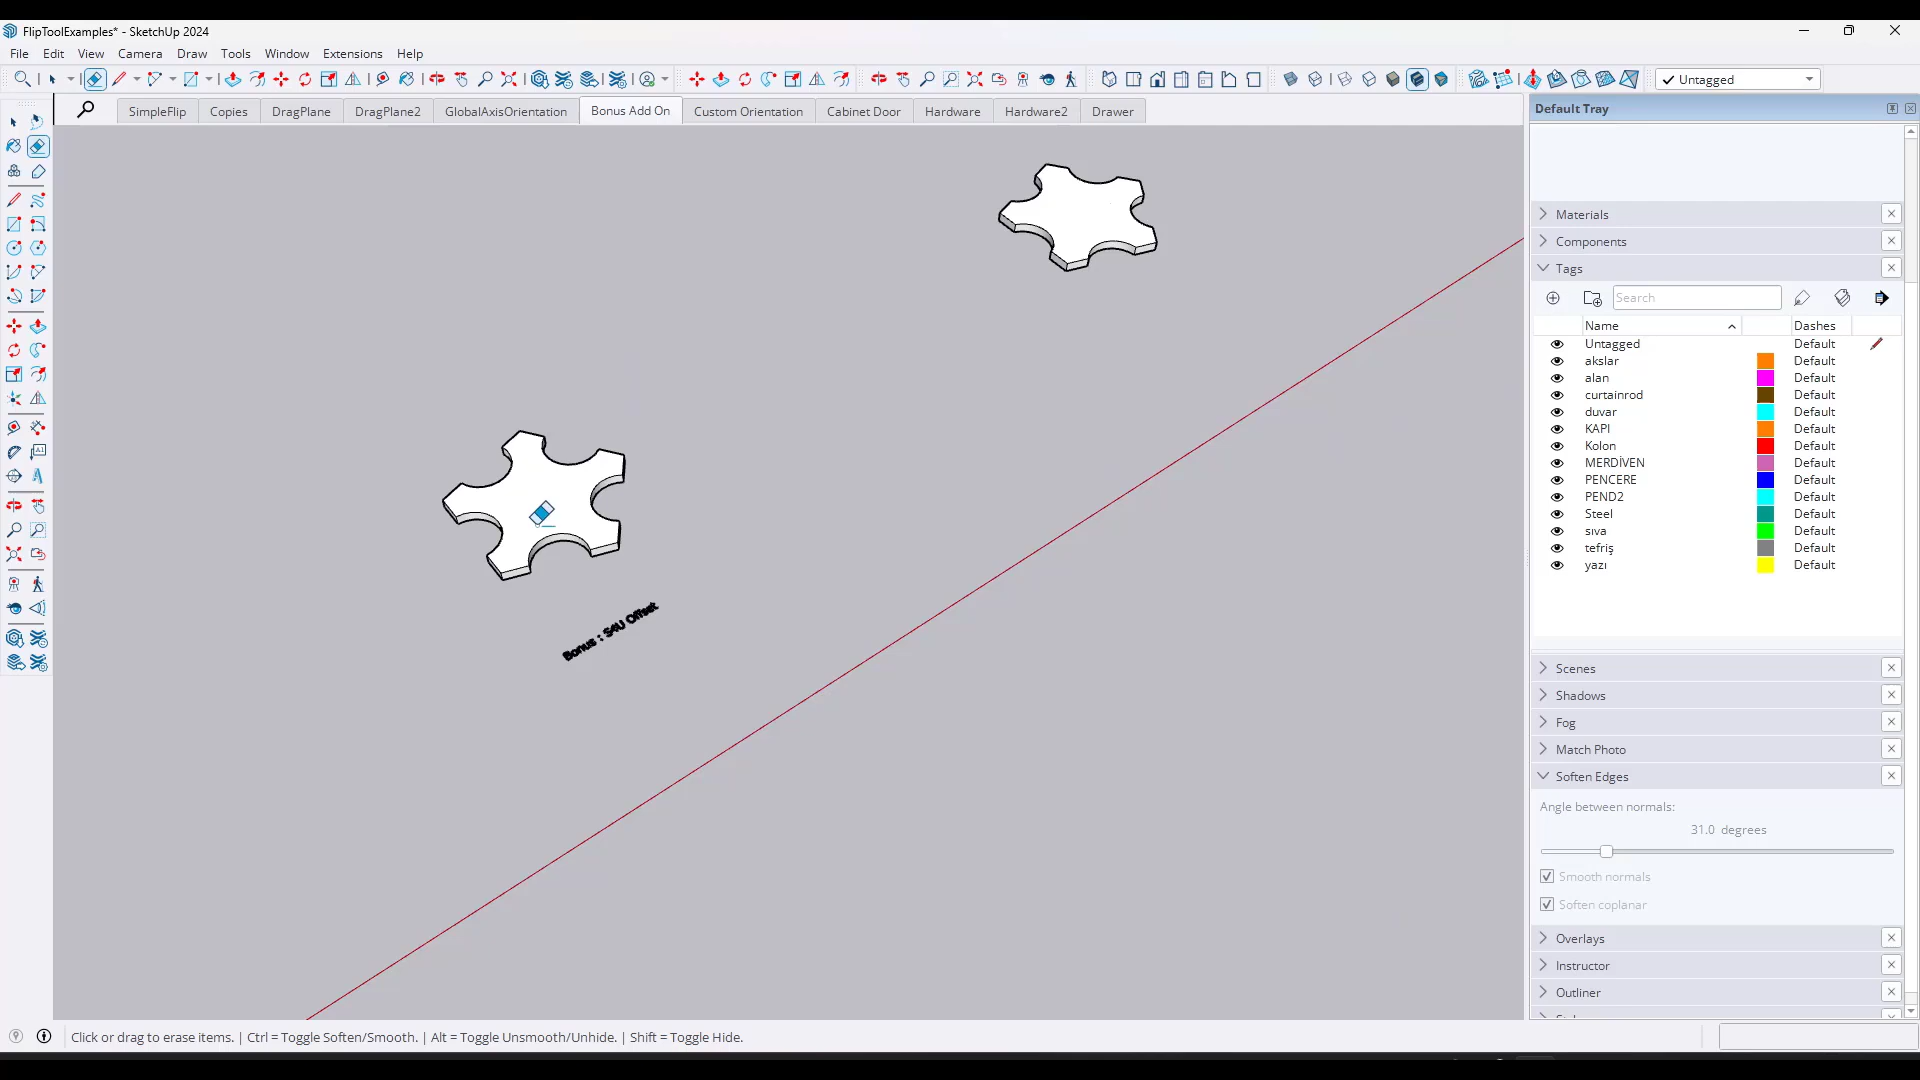 FlipToolExamples* - SketchUp 2024
File Edit View Camera Draw Tools Window Extensions Help
Untagged
SimpleFlip Copies DragPlane DragPlane2 GlobalAxisOrientation Bonus Add On Custom Orientation Cabinet Door Hardware Hardware2 Drawer
Default Tray
Materials
Components
Tags
Search
Name Dashes
Untagged Default
akslar Default
alan Default
curtainrod Default
duvar Default
KAPI Default
Kolon Default
MERDİVEN Default
PENCERE Default
PEND2 Default
Steel Default
sıva Default
tefriş Default
yazı Default
Bonus : S4U Offset
Scenes
Shadows
Fog
Match Photo
Soften Edges
Angle between normals:
31.0 degrees
Smooth normals
Soften coplanar
Overlays
Instructor
Outliner
Click or drag to erase items. | Ctrl = Toggle Soften/Smooth. | Alt = Toggle Unsmooth/Unhide. | Shift = Toggle Hide.